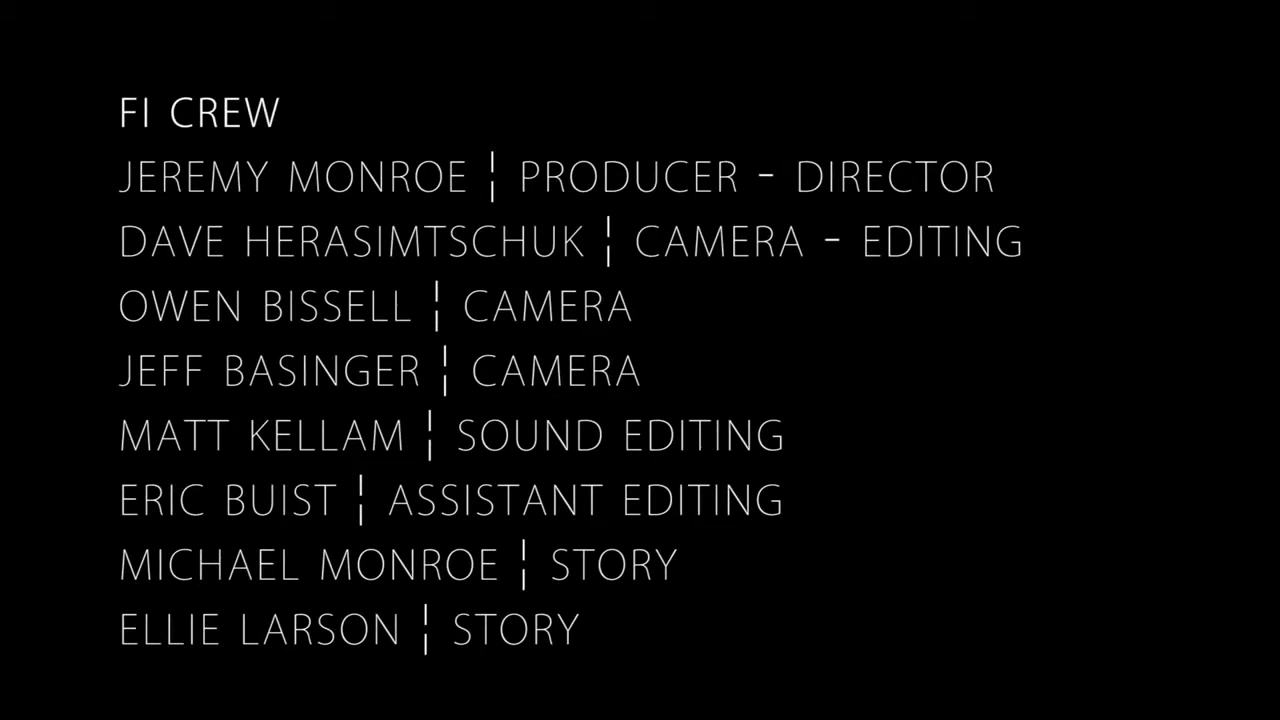 FI CREW
JEREMY MONROE ¦ PRODUCER - DIRECTOR
DAVE HERASIMTSCHUK ¦ CAMERA - EDITING
OWEN BISSELL ¦ CAMERA
JEFF BASINGER ¦ CAMERA
MATT KELLAM ¦ SOUND EDITING
ERIC BUIST ¦ ASSISTANT EDITING
MICHAEL MONROE ¦ STORY
ELLIE LARSON ¦ STORY